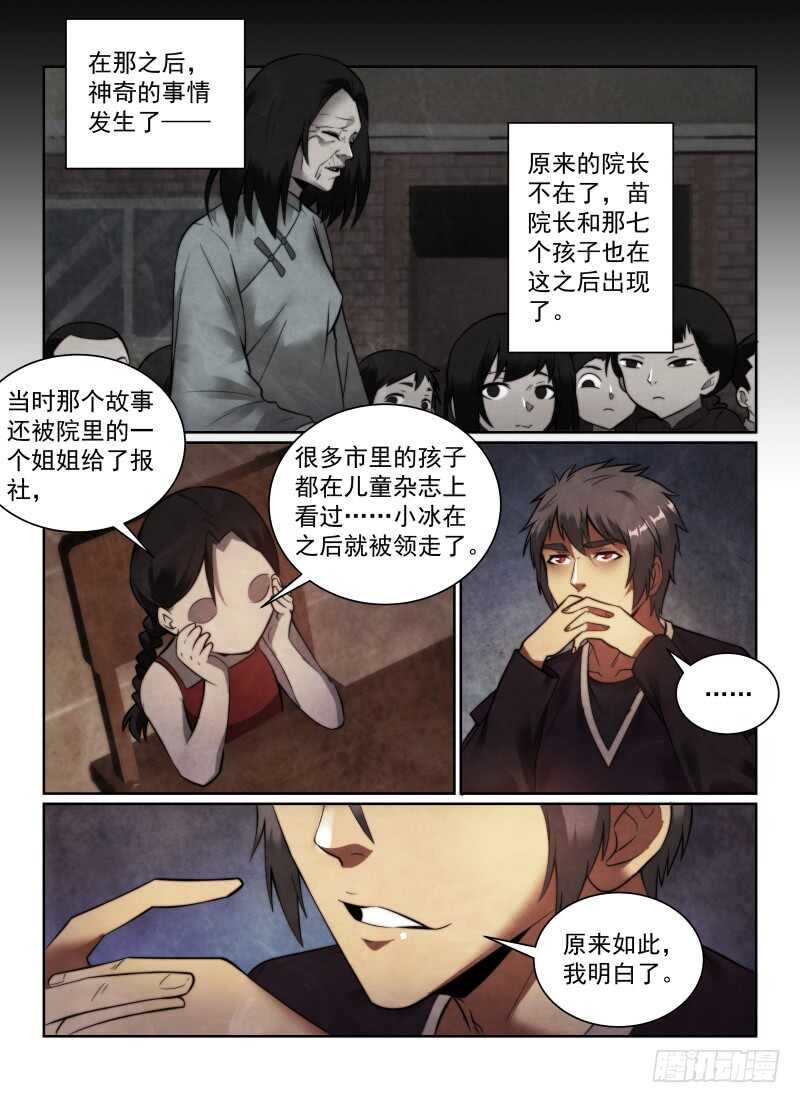 在那之后，
神奇的事情
发生了——
原来的院长
不在了，苗
院长和那七
个孩子也在
这之后出现
了。
当时那个故事
还被院里的一
个姐姐给了报
社，
很多市里的孩子
都在儿童杂志上
看过……小冰在
之后就被领走了。
……
原来如此，
我明白了。
腾讯动漫